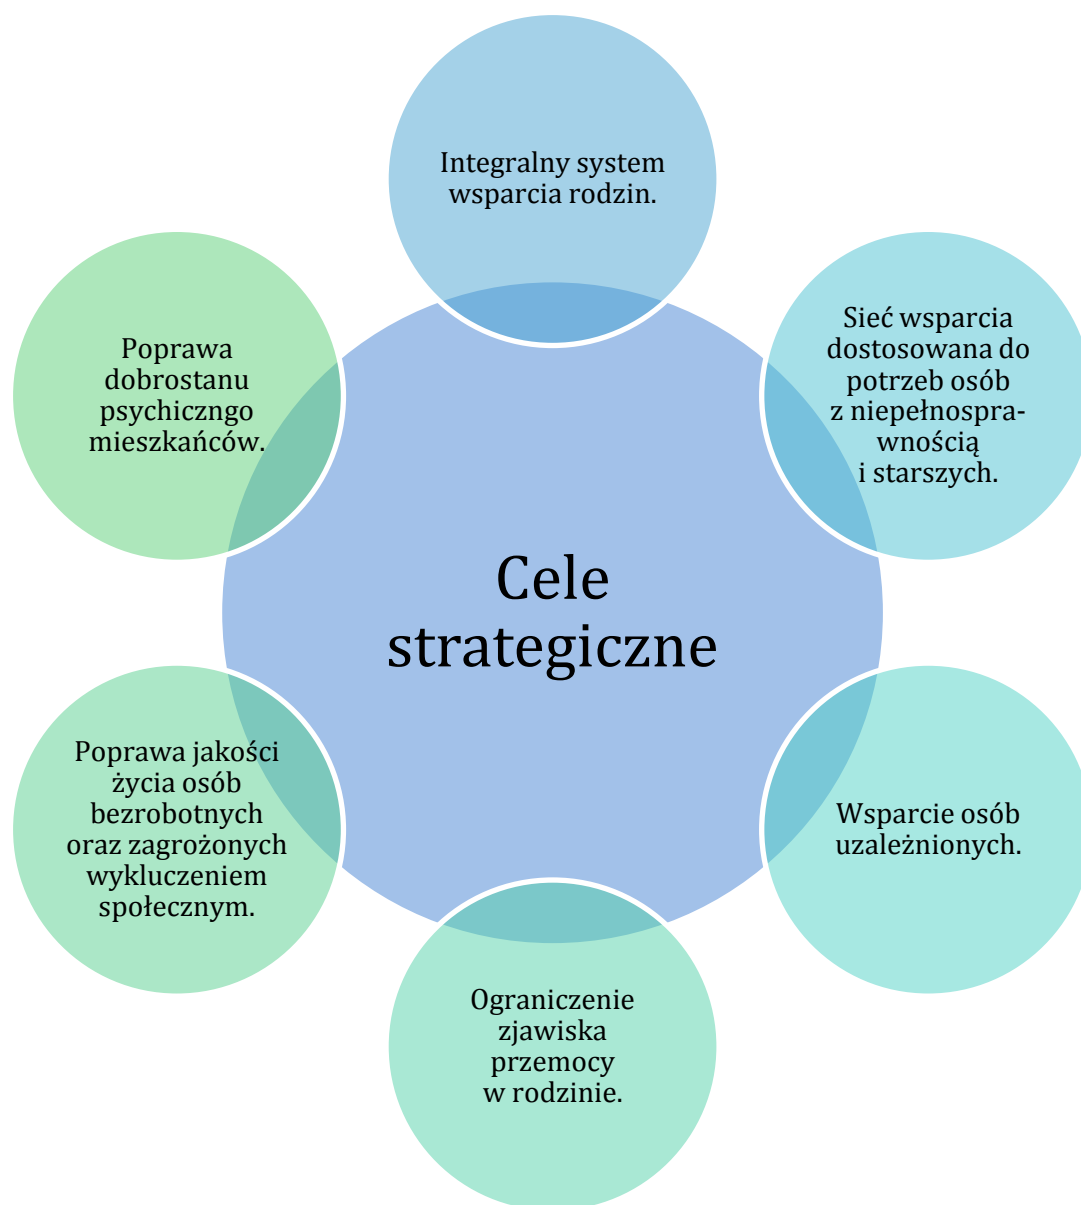 Integralny system
wsparcia rodzin.
Sieć wsparcia
dostosowana do
potrzeb osób
z niepełnospra-
wnością
i starszych.
Wsparcie osób
uzależnionych.
Ograniczenie
zjawiska
przemocy
w rodzinie.
Poprawa jakości
życia osób
bezrobotnych
oraz zagrożonych
wykluczeniem
społecznym.
Poprawa
dobrostanu
psychiczngo
mieszkańców.
Cele
strategiczne